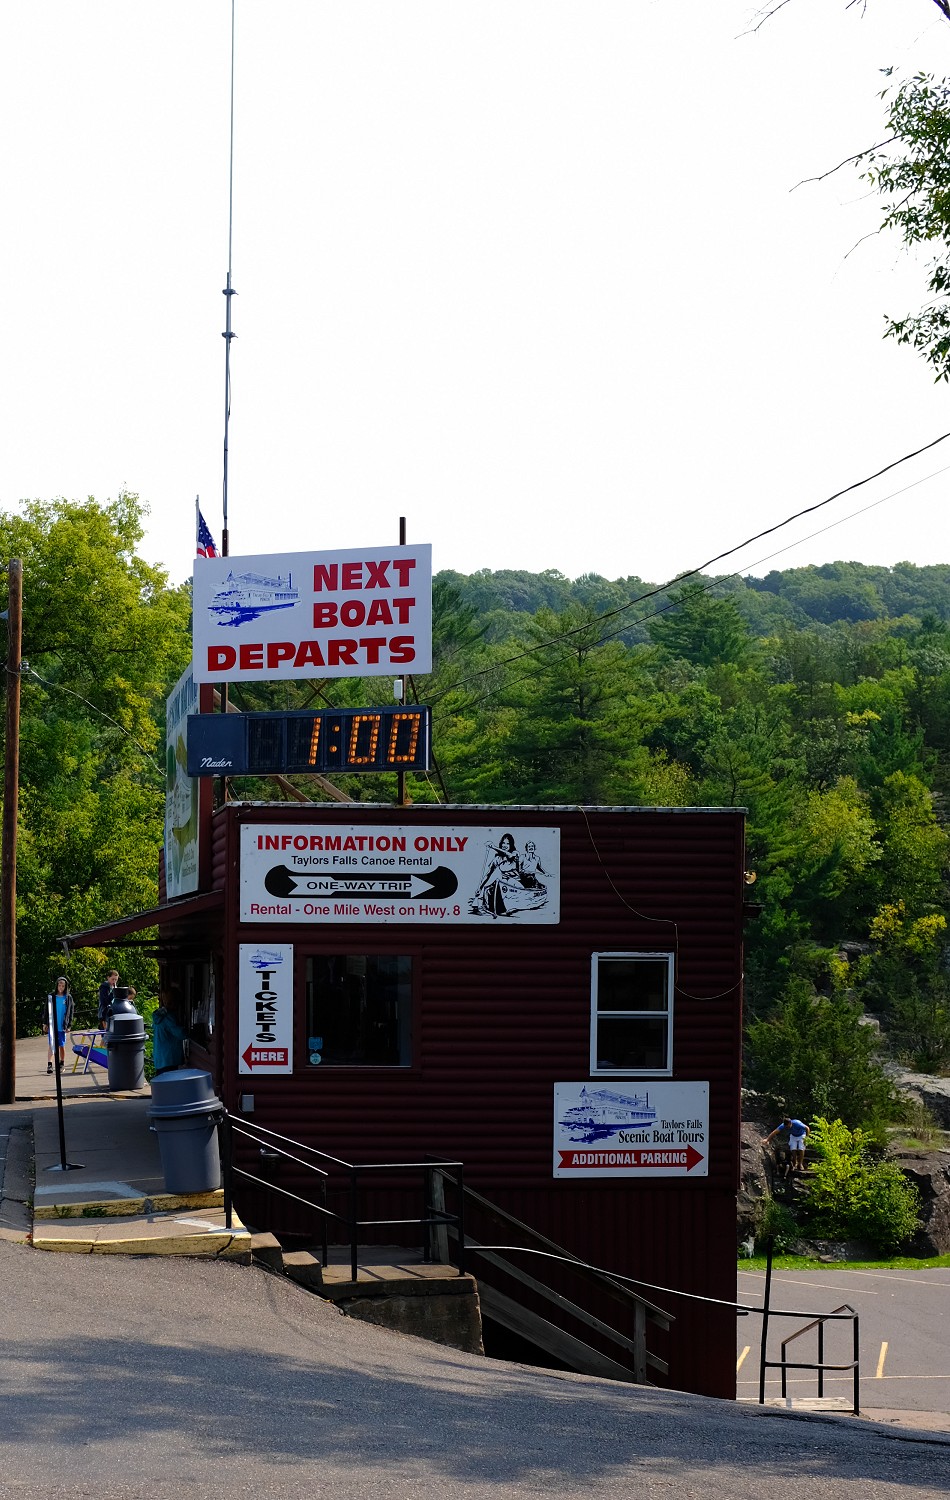 NEXT
BOAT
DEPARTS
1:00
Nader
INFORMATION ONLY
Taylors Falls Canoe Rental
ONE-WAY TRIP
Rental - One Mile West on Hwy. 8
TICKETS
HERE
Taylors Falls
Scenic Boat Tours
ADDITIONAL PARKING